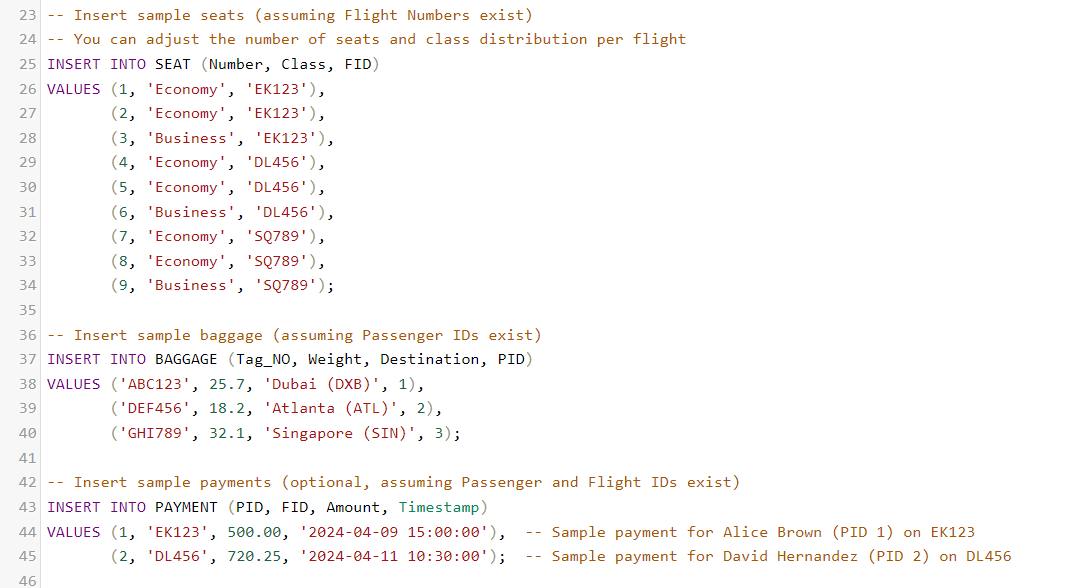 23 -- Insert sample seats (assuming Flight Numbers exist)
24 -- You can adjust the number of seats and class distribution per flight
25 INSERT INTO SEAT (Number, Class, FID)
26 VALUES (1, 'Economy', 'EK123'),
27 (2, 'Economy', 'EK123'),
28 (3, 'Business', 'EK123'),
29 (4, 'Economy', 'DL456'),
30 (5, 'Economy', 'DL456'),
31 (6, 'Business', 'DL456'),
32 (7, 'Economy', 'SQ789'),
33 (8, 'Economy', 'SQ789'),
34 (9, 'Business', 'SQ789');
35
36 -- Insert sample baggage (assuming Passenger IDs exist)
37 INSERT INTO BAGGAGE (Tag_NO, Weight, Destination, PID)
38 VALUES ('ABC123', 25.7, 'Dubai (DXB)', 1),
39 ('DEF456', 18.2, 'Atlanta (ATL)', 2),
40 ('GHI789', 32.1, 'Singapore (SIN)', 3);
41
42 -- Insert sample payments (optional, assuming Passenger and Flight IDs exist)
43 INSERT INTO PAYMENT (PID, FID, Amount, Timestamp)
44 VALUES (1, 'EK123', 500.00, '2024-04-09 15:00:00'), -- Sample payment for Alice Brown (PID 1) on EK123
45 (2, 'DL456', 720.25, '2024-04-11 10:30:00'); -- Sample payment for David Hernandez (PID 2) on DL456
46